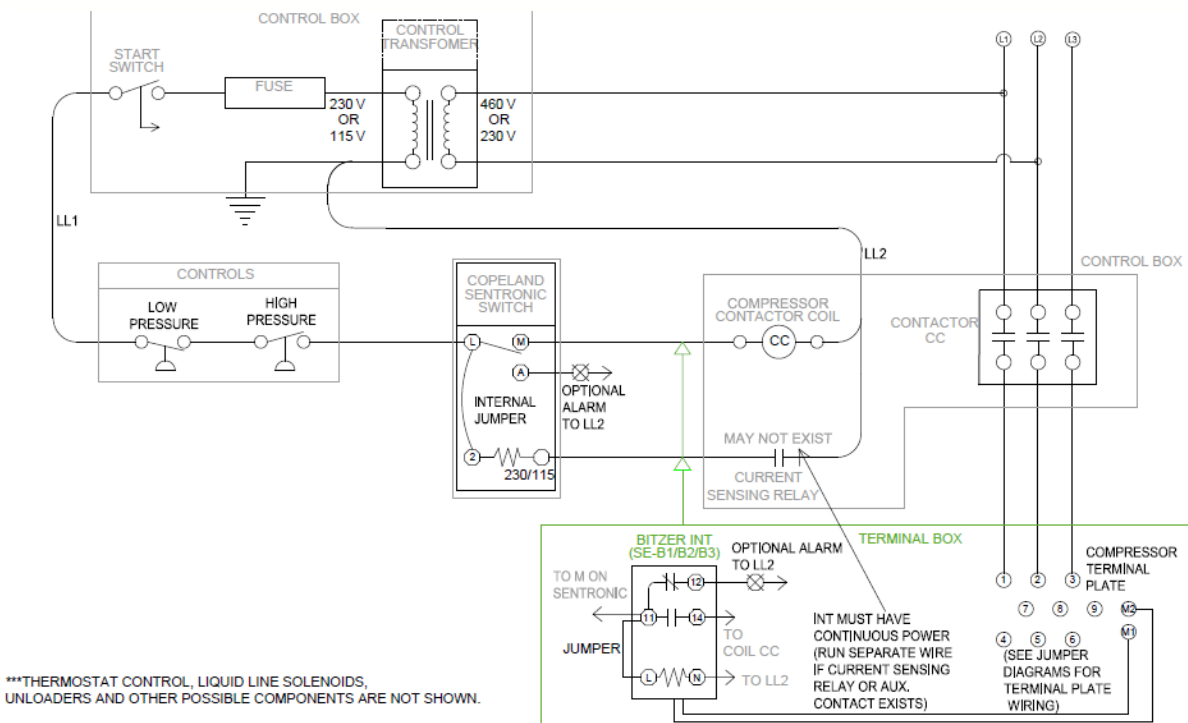 CONTROL BOX
CONTROL
TRANSFOMER
L1
L2
L3
START
SWITCH
FUSE
230 V
OR
115 V
460 V
OR
230 V
LL1
LL2
CONTROL BOX
CONTROLS
LOW
PRESSURE
HIGH
PRESSURE
COPELAND
SENTRONIC
SWITCH
L
M
A
INTERNAL
JUMPER
2
230/115
OPTIONAL
ALARM
TO LL2
COMPRESSOR
CONTACTOR COIL
CC
CONTACTOR
CC
MAY NOT EXIST
CURRENT
SENSING RELAY
BITZER INT
(SE-B1/B2/B3)
OPTIONAL ALARM
TO LL2
TERMINAL BOX
TO M ON
SENTRONIC
12
11
14
JUMPER
TO
COIL CC
L
N
TO LL2
INT MUST HAVE
CONTINUOUS POWER
(RUN SEPARATE WIRE
IF CURRENT SENSING
RELAY OR AUX.
CONTACT EXISTS)
COMPRESSOR
TERMINAL
PLATE
1
2
3
7
8
9
M2
4
5
6
M1
(SEE JUMPER
DIAGRAMS FOR
TERMINAL PLATE
WIRING)
***THERMOSTAT CONTROL, LIQUID LINE SOLENOIDS,
UNLOADERS AND OTHER POSSIBLE COMPONENTS ARE NOT SHOWN.